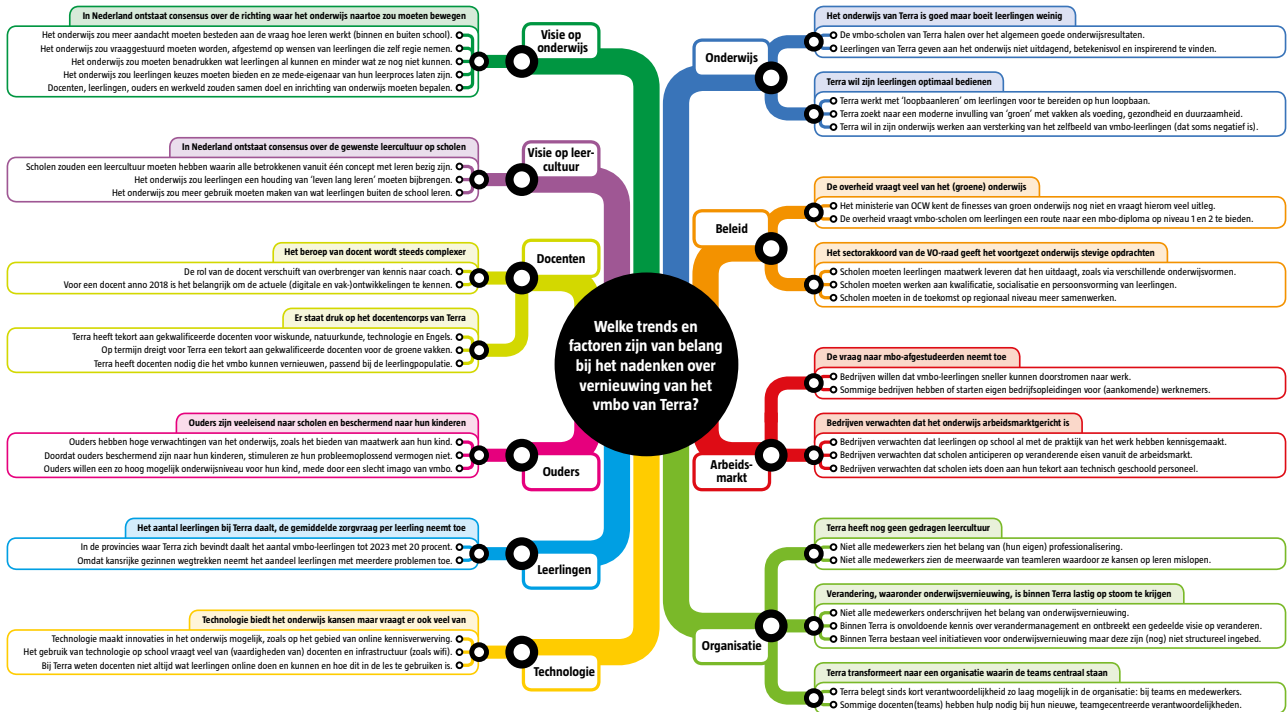 In Nederland ontstaat consensus over de richting waar het onderwijs naartoe zou moeten bewegen
Het onderwijs zou meer aandacht moeten besteden aan de vraag hoe leren werkt (binnen en buiten school).
Het onderwijs zou vraaggestuurd moeten worden, afgestemd op wensen van leerlingen die zelf regie nemen.
Het onderwijs zou moeten benadrukken wat leerlingen al kunnen en minder wat ze nog niet kunnen.
Het onderwijs zou leerlingen keuzes moeten bieden en ze mede-eigenaar van hun leerproces laten zijn.
Docenten, leerlingen, ouders en werkveld zouden samen doel en inrichting van onderwijs moeten bepalen.
Visie op
onderwijs
In Nederland ontstaat consensus over de gewenste leercultuur op scholen
Scholen zouden een leercultuur moeten hebben waarin alle betrokkenen vanuit één concept met leren bezig zijn.
Het onderwijs zou leerlingen een houding van ‘leven lang leren’ moeten bijbrengen.
Het onderwijs zou meer gebruik moeten maken van wat leerlingen buiten de school leren.
Visie op leer-
cultuur
Het beroep van docent wordt steeds complexer
De rol van de docent verschuift van overbrenger van kennis naar coach.
Voor een docent anno 2018 is het belangrijk om de actuele (digitale en vak-)ontwikkelingen te kennen.
Docenten
Er staat druk op het docentencorps van Terra
Terra heeft tekort aan gekwalificeerde docenten voor wiskunde, natuurkunde, technologie en Engels.
Op termijn dreigt voor Terra een tekort aan gekwalificeerde docenten voor de groene vakken.
Terra heeft docenten nodig die het vmbo kunnen vernieuwen, passend bij de leerlingpopulatie.
Ouders zijn veeleisend naar scholen en beschermend naar hun kinderen
Ouders hebben hoge verwachtingen van het onderwijs, zoals het bieden van maatwerk aan hun kind.
Doordat ouders beschermend zijn naar hun kinderen, stimuleren ze hun probleemoplossend vermogen niet.
Ouders willen een zo hoog mogelijk onderwijsniveau voor hun kind, mede door een slecht imago van vmbo.
Ouders
Het aantal leerlingen bij Terra daalt, de gemiddelde zorgvraag per leerling neemt toe
In de provincies waar Terra zich bevindt daalt het aantal vmbo-leerlingen tot 2023 met 20 procent.
Omdat kansrijke gezinnen wegtrekken neemt het aandeel leerlingen met meerdere problemen toe.
Leerlingen
Technologie biedt het onderwijs kansen maar vraagt er ook veel van
Technologie maakt innovaties in het onderwijs mogelijk, zoals op het gebied van online kennisverwerving.
Het gebruik van technologie op school vraagt veel van (vaardigheden van) docenten en infrastructuur (zoals wifi).
Bij Terra weten docenten niet altijd wat leerlingen online doen en kunnen en hoe dit in de les te gebruiken is.
Technologie
Welke trends en
factoren zijn van belang
bij het nadenken over
vernieuwing van het
vmbo van Terra?
Het onderwijs van Terra is goed maar boeit leerlingen weinig
De vmbo-scholen van Terra halen over het algemeen goede onderwijsresultaten.
Leerlingen van Terra geven aan het onderwijs niet uitdagend, betekenisvol en inspirerend te vinden.
Onderwijs
Terra wil zijn leerlingen optimaal bedienen
Terra werkt met ‘loopbaanleren’ om leerlingen voor te bereiden op hun loopbaan.
Terra zoekt naar een moderne invulling van ‘groen’ met vakken als voeding, gezondheid en duurzaamheid.
Terra wil in zijn onderwijs werken aan versterking van het zelfbeeld van vmbo-leerlingen (dat soms negatief is).
De overheid vraagt veel van het (groene) onderwijs
Het ministerie van OCW kent de finesses van groen onderwijs nog niet en vraagt hierom veel uitleg.
De overheid vraagt vmbo-scholen om leerlingen een route naar een mbo-diploma op niveau 1 en 2 te bieden.
Beleid
Het sectorakkoord van de VO-raad geeft het voortgezet onderwijs stevige opdrachten
Scholen moeten leerlingen maatwerk leveren dat hen uitdaagt, zoals via verschillende onderwijsvormen.
Scholen moeten werken aan kwalificatie, socialisatie en persoonsvorming van leerlingen.
Scholen moeten in de toekomst op regionaal niveau meer samenwerken.
De vraag naar mbo-afgestudeerden neemt toe
Bedrijven willen dat vmbo-leerlingen sneller kunnen doorstromen naar werk.
Sommige bedrijven hebben of starten eigen bedrijfsopleidingen voor (aankomende) werknemers.
Bedrijven verwachten dat het onderwijs arbeidsmarktgericht is
Bedrijven verwachten dat leerlingen op school al met de praktijk van het werk hebben kennisgemaakt.
Bedrijven verwachten dat scholen anticiperen op veranderende eisen vanuit de arbeidsmarkt.
Bedrijven verwachten dat scholen iets doen aan hun tekort aan technisch geschoold personeel.
Arbeids-
markt
Terra heeft nog geen gedragen leercultuur
Niet alle medewerkers zien het belang van (hun eigen) professionalisering.
Niet alle medewerkers zien de meerwaarde van teamleren waardoor ze kansen op leren mislopen.
Verandering, waaronder onderwijsvernieuwing, is binnen Terra lastig op stoom te krijgen
Niet alle medewerkers onderschrijven het belang van onderwijsvernieuwing.
Binnen Terra is onvoldoende kennis over verandermanagement en ontbreekt een gedeelde visie op veranderen.
Binnen Terra bestaan veel initiatieven voor onderwijsvernieuwing maar deze zijn (nog) niet structureel ingebed.
Organisatie
Terra transformeert naar een organisatie waarin de teams centraal staan
Terra belegt sinds kort verantwoordelijkheid zo laag mogelijk in de organisatie: bij teams en medewerkers.
Sommige docenten(teams) hebben hulp nodig bij hun nieuwe, teamgecentreerde verantwoordelijkheden.